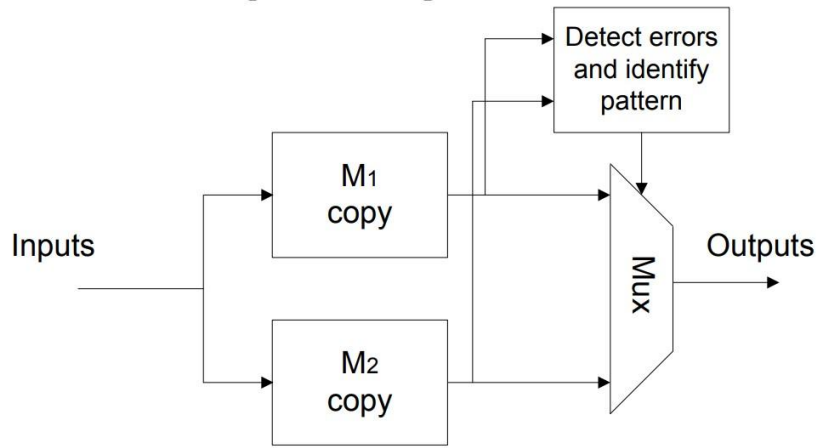 Detect errors
and identify
pattern
M1
copy
Inputs
Mux
Outputs
M2
copy